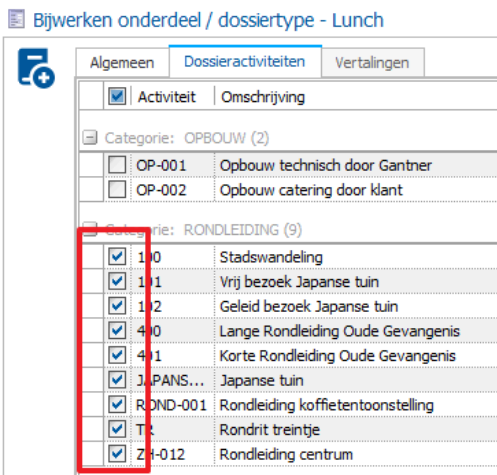 Bijwerken onderdeel / dossiertype - Lunch
Algemeen Dossieractiviteiten Vertalingen
Activiteit Omschrijving
Categorie: OPBOUW (2)
OP-001 Opbouw technisch door Gantner
OP-002 Opbouw catering door klant
Categorie: RONDLEIDING (9)
100 Stadswandeling
101 Vrij bezoek Japanse tuin
102 Geleid bezoek Japanse tuin
400 Lange Rondleiding Oude Gevangenis
401 Korte Rondleiding Oude Gevangenis
JAPANS... Japanse tuin
ROND-001 Rondleiding koffietentoonstelling
TR Rondrit treintje
ZH-012 Rondleiding centrum